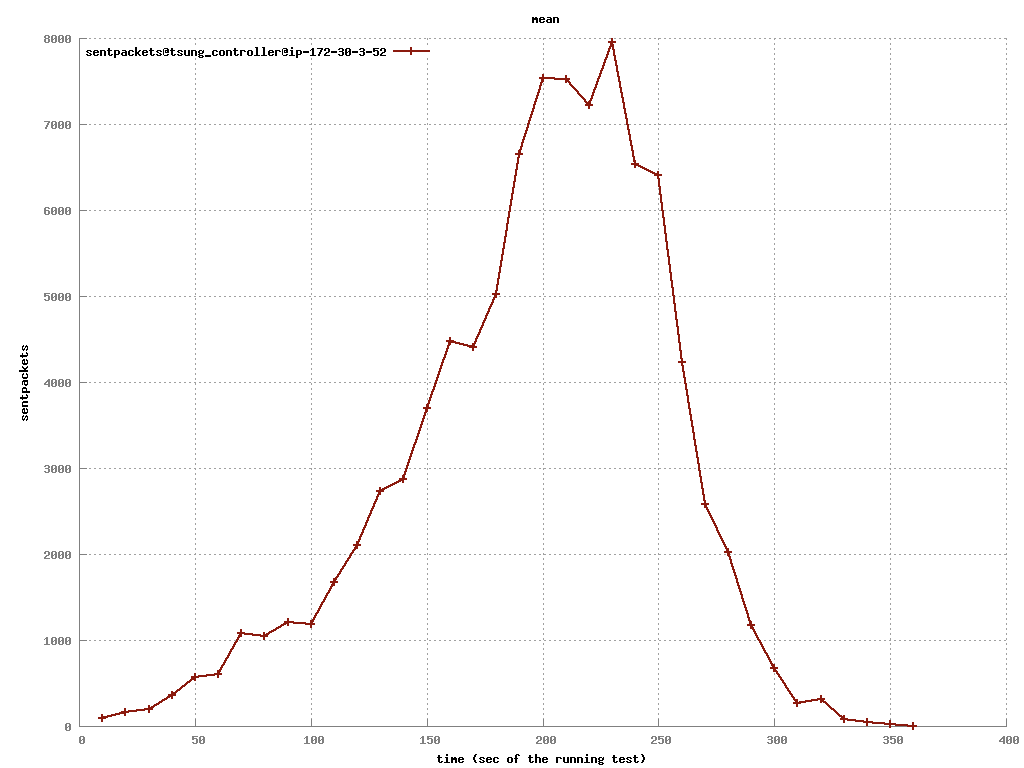 mean
sentpackets@tsung_controller@ip-172-30-3-52
8000
7000
6000
5000
4000
3000
2000
1000
0
sentpackets
0 50 100 150 200 250 300 350 400
time (sec of the running test)